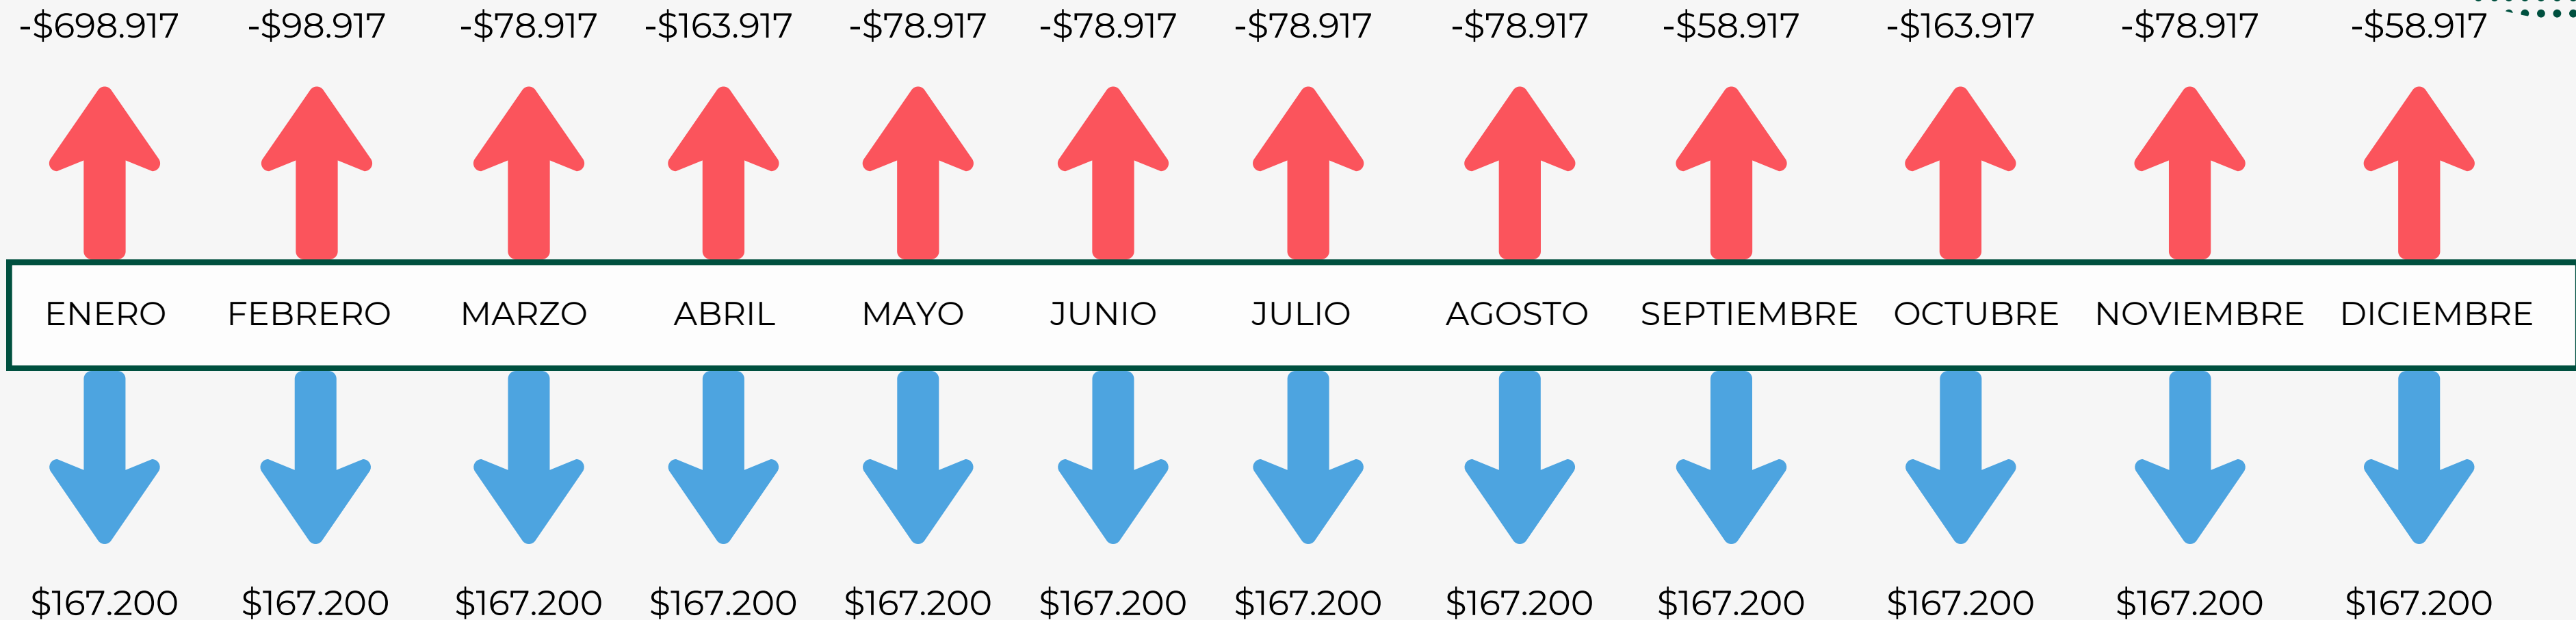 -$698.917 -$98.917 -$78.917 -$163.917 -$78.917 -$78.917 -$78.917 -$78.917 -$58.917 -$163.917 -$78.917 -$58.917
ENERO FEBRERO MARZO ABRIL MAYO JUNIO JULIO AGOSTO SEPTIEMBRE OCTUBRE NOVIEMBRE DICIEMBRE
$167.200 $167.200 $167.200 $167.200 $167.200 $167.200 $167.200 $167.200 $167.200 $167.200 $167.200 $167.200